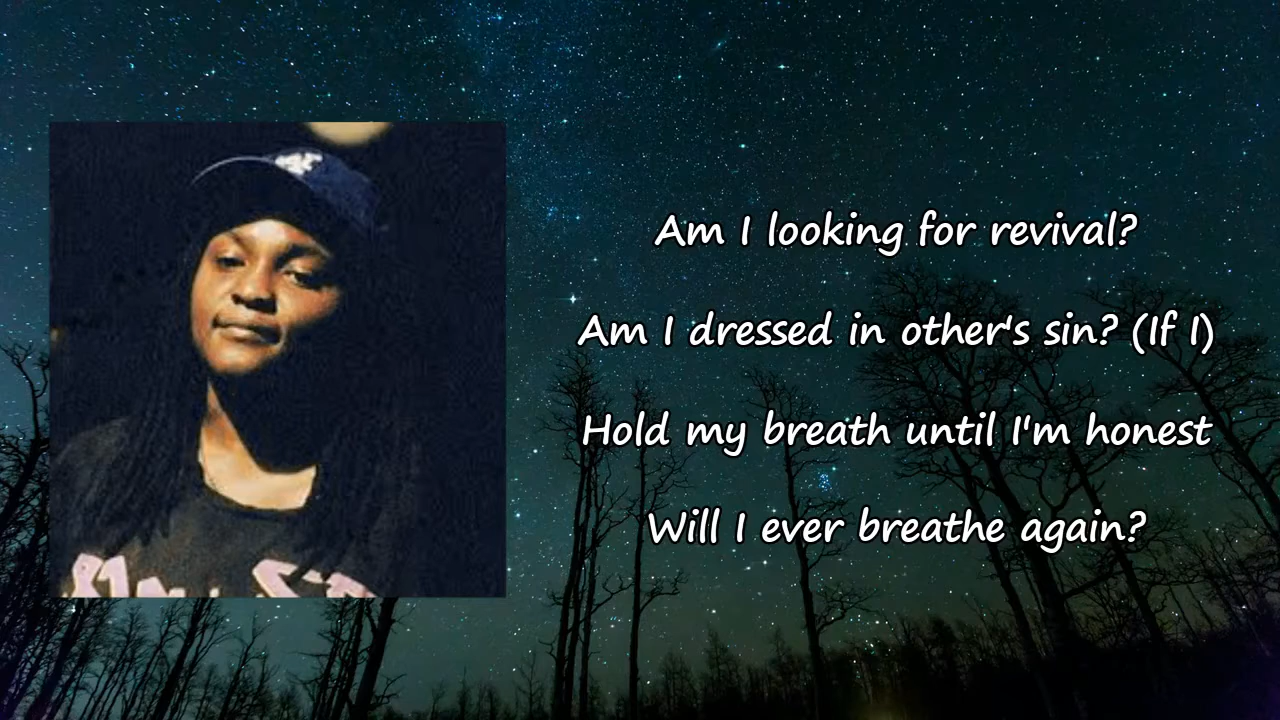 Am I looking for revival?
Am I dressed in other's sin? (If I)
Hold my breath until I'm honest
Will I ever breathe again?